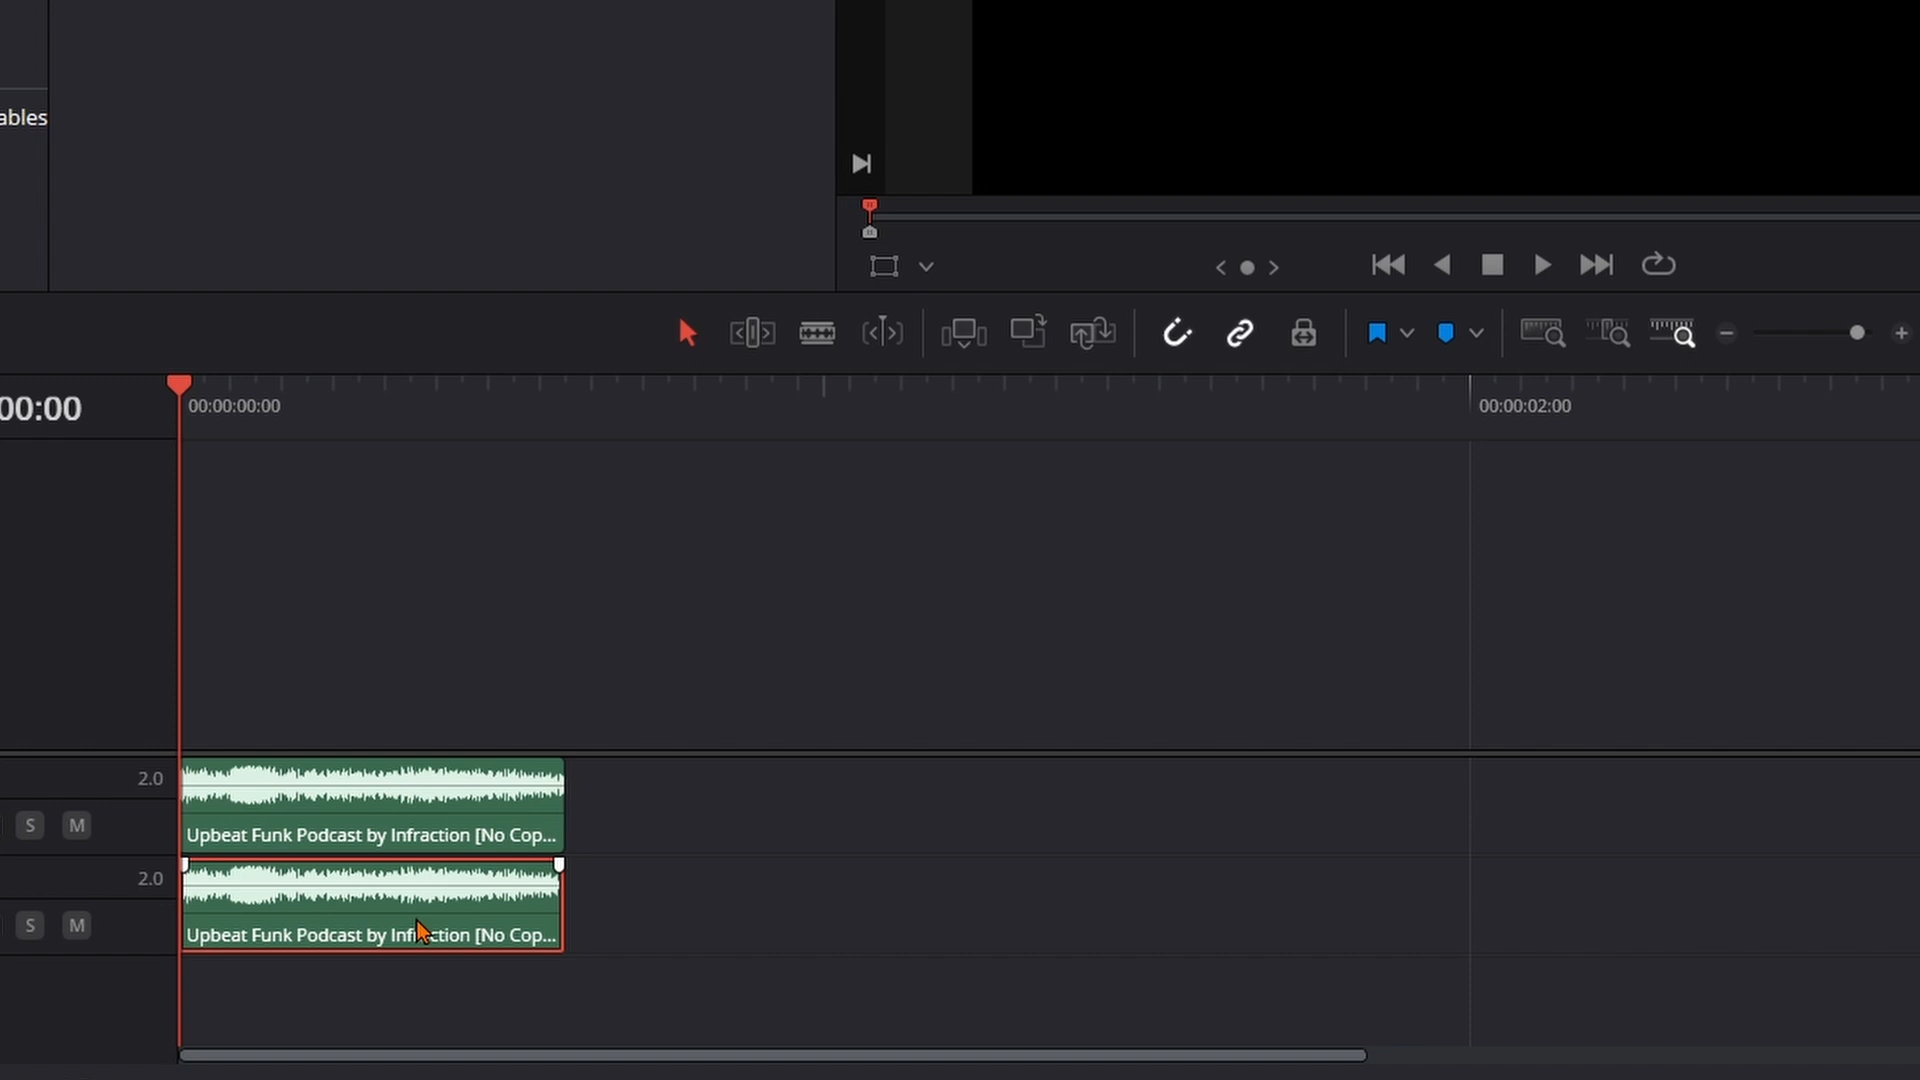 ables
00:00
00:00:00:00
00:00:02:00
2.0
S
M
Upbeat Funk Podcast by Infraction [No Cop...
2.0
S
M
Upbeat Funk Podcast by Infraction [No Cop...